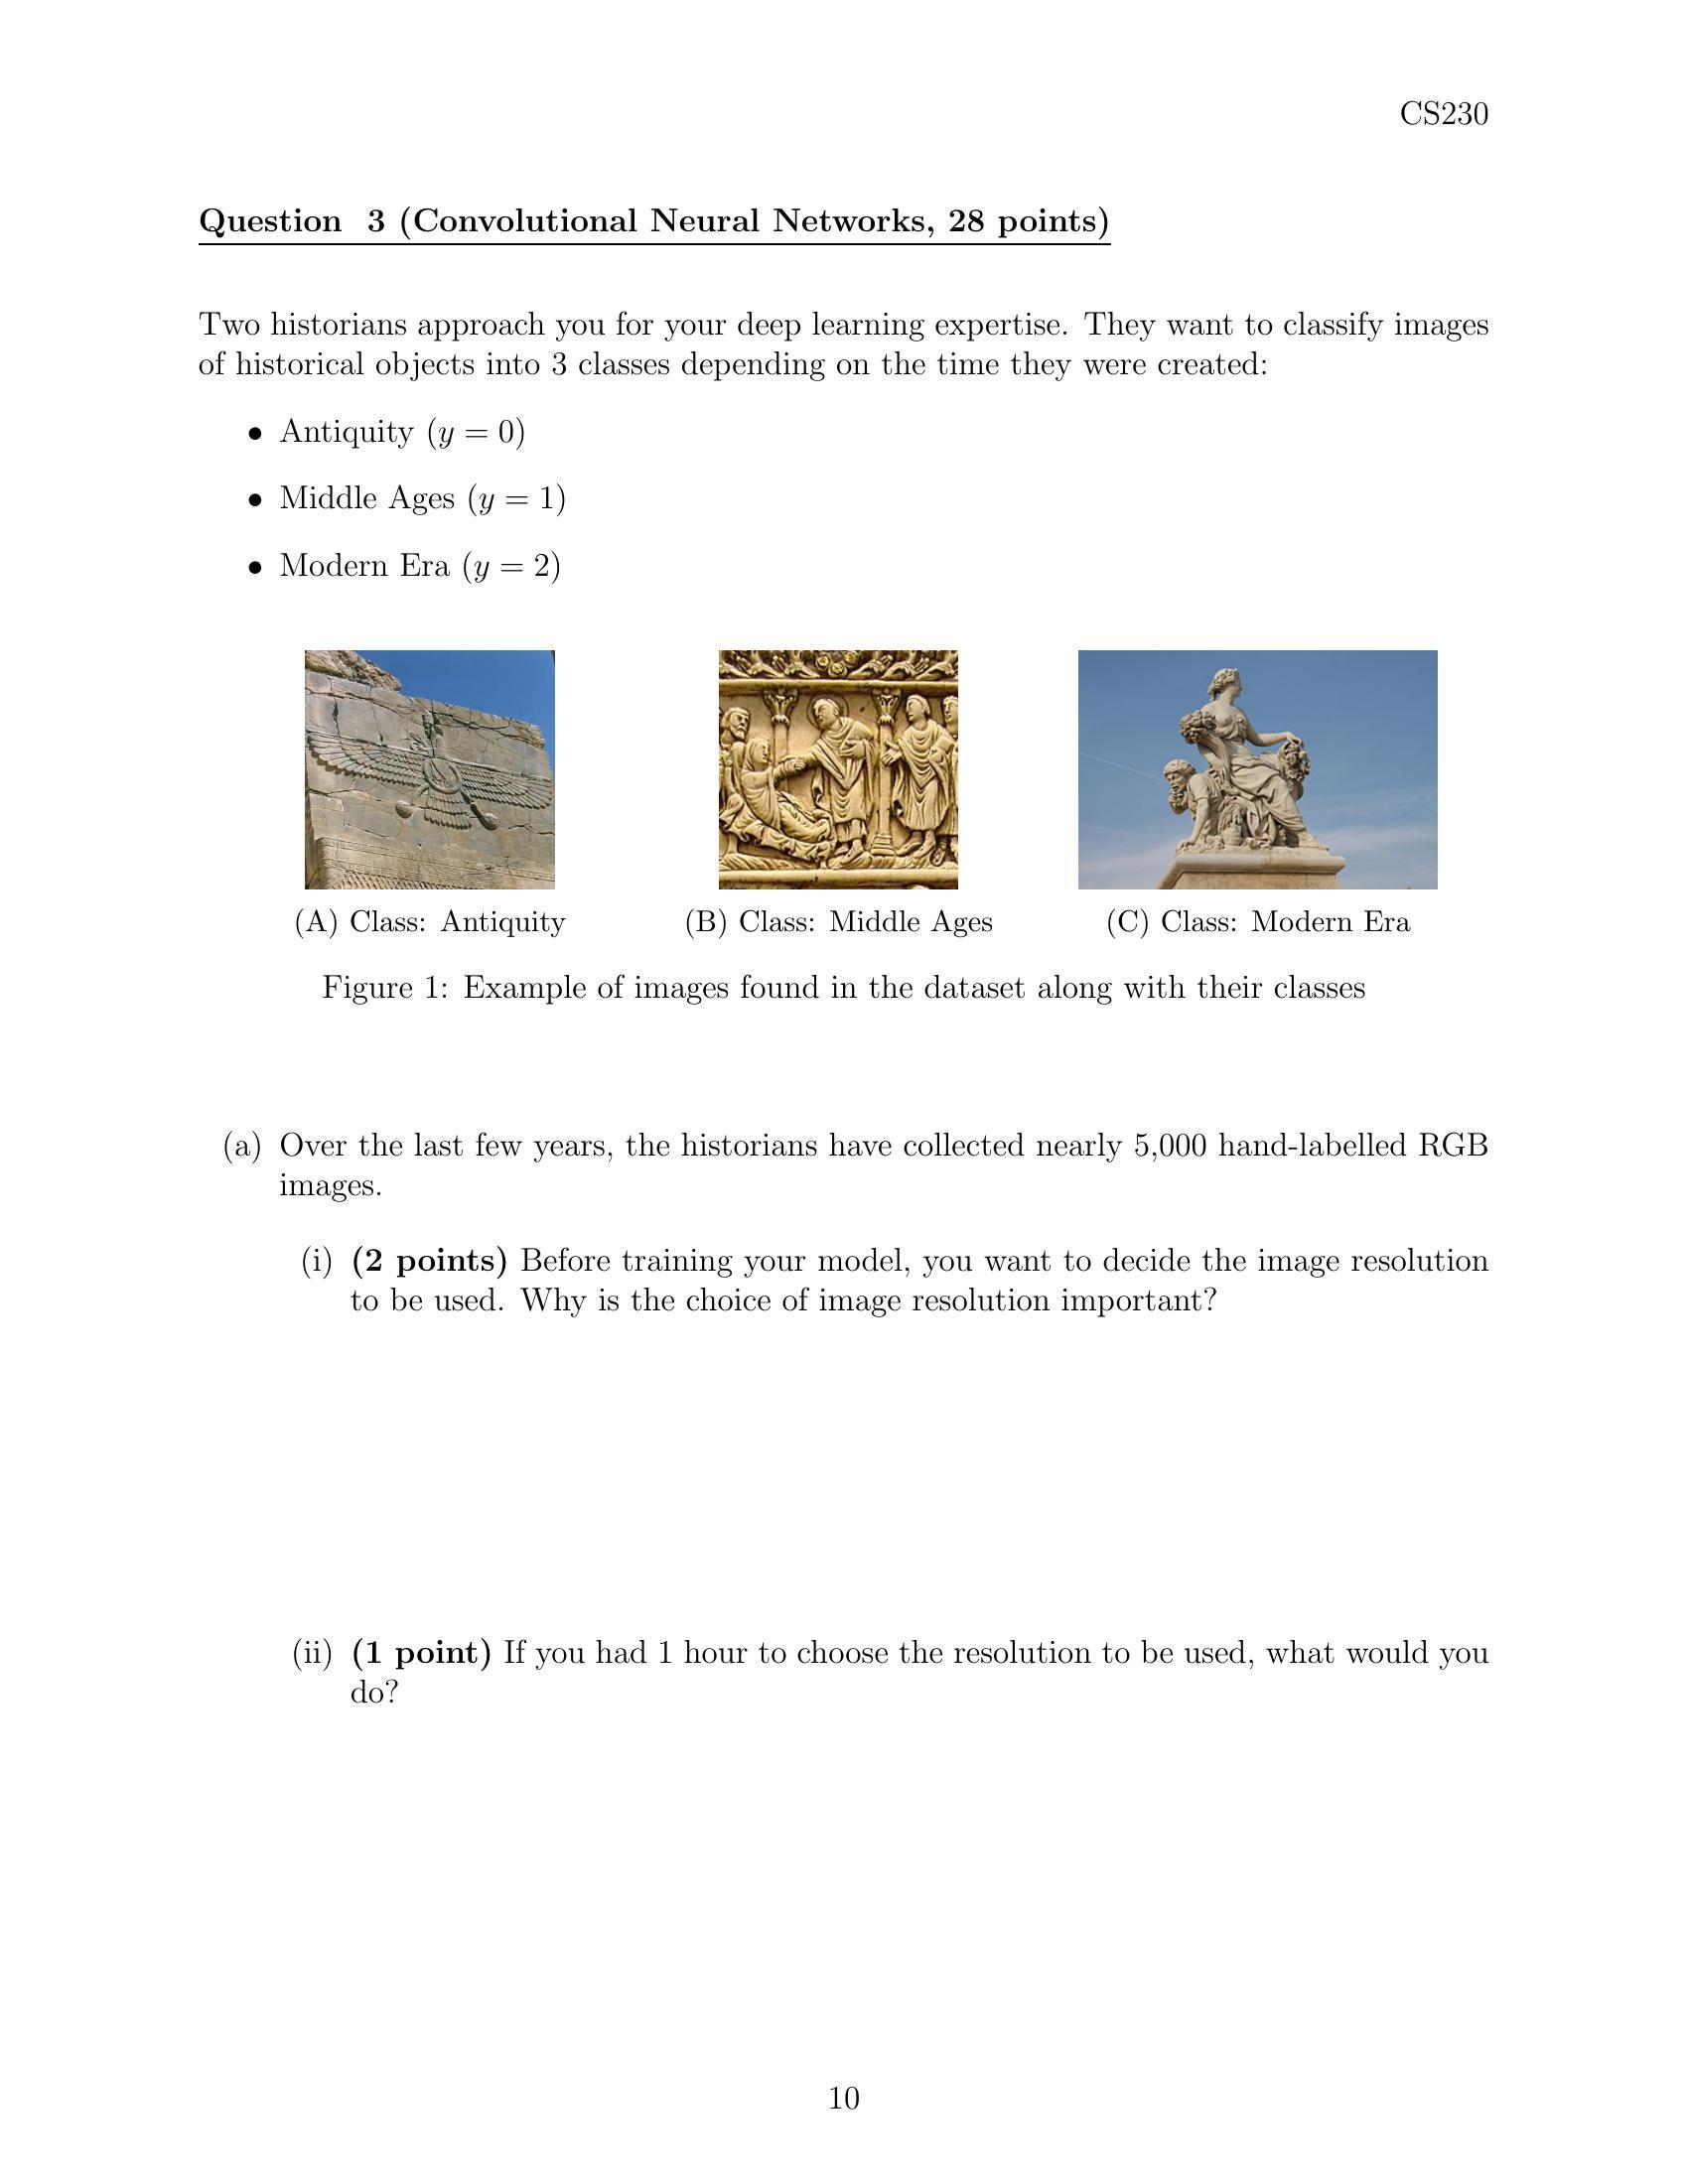 CS230
Question 3 (Convolutional Neural Networks, 28 points)
Two historians approach you for your deep learning expertise. They want to classify images
of historical objects into 3 classes depending on the time they were created:
• Antiquity (y = 0)
• Middle Ages (y = 1)
• Modern Era (y = 2)
(A) Class: Antiquity
(B) Class: Middle Ages
(C) Class: Modern Era
Figure 1: Example of images found in the dataset along with their classes
(a) Over the last few years, the historians have collected nearly 5,000 hand-labelled RGB
images.
(i) (2 points) Before training your model, you want to decide the image resolution
to be used. Why is the choice of image resolution important?
(ii) (1 point) If you had 1 hour to choose the resolution to be used, what would you
do?
10